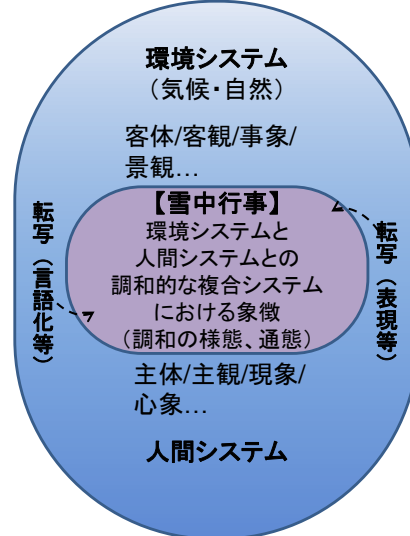 環境システム
（気候・自然）
客体/客観/事象/
景観…
転写（言語化等）
【雪中行事】
環境システムと
人間システムとの
調和的な複合システム
における象徴
（調和の様態、通態）
転写（表現等）
主体/主観/現象/
心象…
人間システム